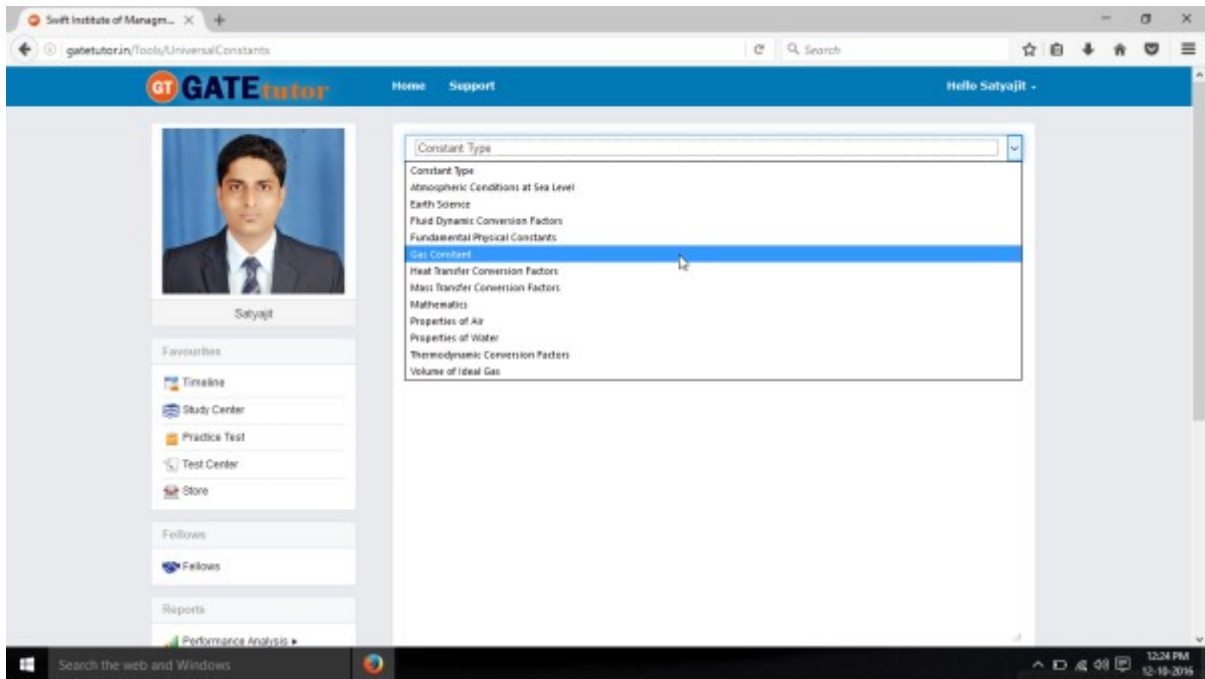 Swift Institute of Managm...
gatetutor.in/Tools/UniversalConstants
Search
GT GATE tutor
Home
Support
Hello Satyajit
Constant Type
Constant Type
Atmospheric Conditions at Sea Level
Earth Science
Fluid Dynamic Conversion Factors
Fundamental Physical Constants
Gas Constant
Heat Transfer Conversion Factors
Mass Transfer Conversion Factors
Mathematics
Properties of Air
Properties of Water
Thermodynamic Conversion Factors
Volume of Ideal Gas
Satyajit
Favourites
Timeline
Study Center
Practice Test
Test Center
Store
Fellows
Fellows
Reports
Performance Analysis
Search the web and Windows
12:24 PM
12-10-2016